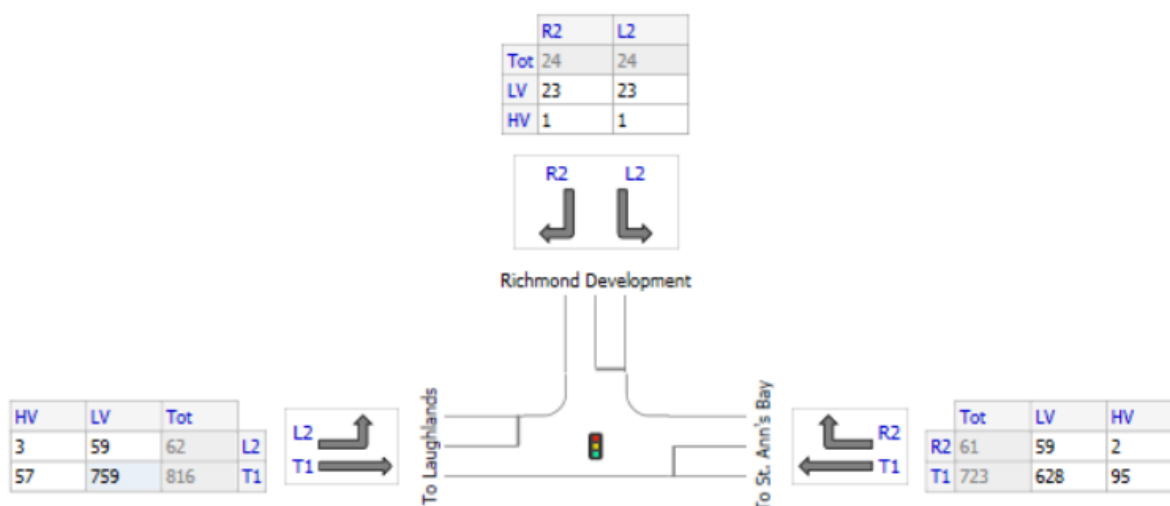 R2 L2
Tot 24 24
LV 23 23
HV 1 1
R2 L2
Richmond Development
HV LV Tot
3 59 62 L2
57 759 816 T1
L2
T1
To Laughlands
To St. Ann's Bay
R2
T1
Tot LV HV
R2 61 59 2
T1 723 628 95